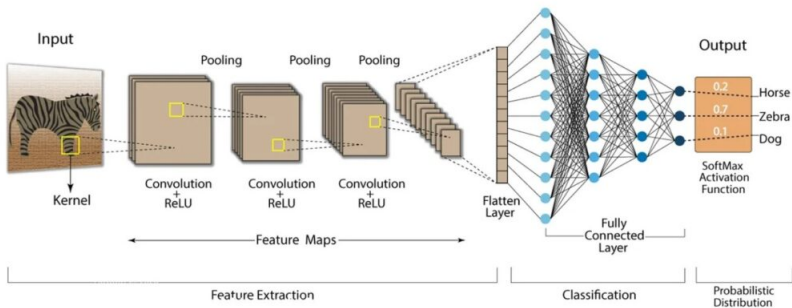 Input
Kernel
Pooling
Pooling
Pooling
Convolution
+
ReLU
Convolution
+
ReLU
Convolution
+
ReLU
Feature Maps
Flatten
Layer
Fully
Connected
Layer
Output
0.2
0.7
0.1
Horse
Zebra
Dog
SoftMax
Activation
Function
Feature Extraction
Classification
Probabilistic
Distribution